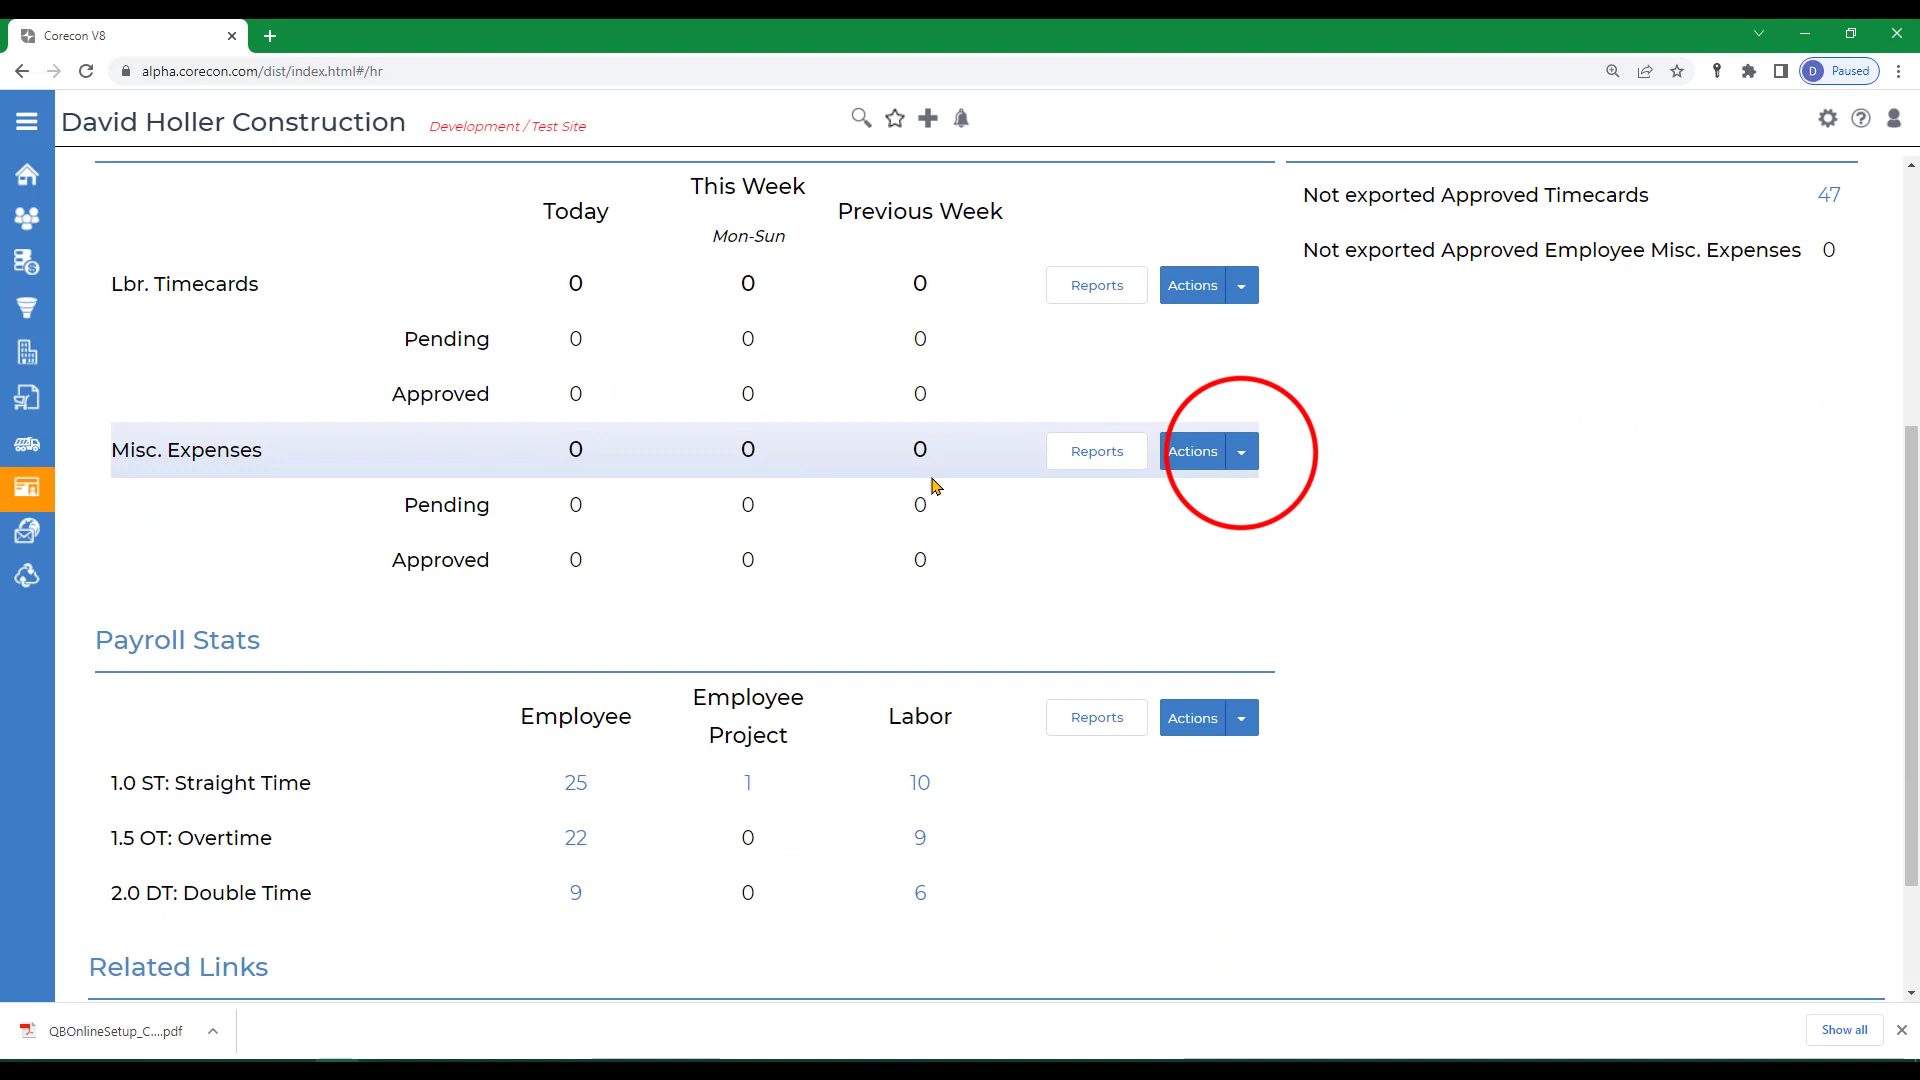 Corecon V8
alpha.corecon.com/dist/index.html#/hr
D Paused
David Holler Construction Development / Test Site
Today This Week Previous Week
Mon-Sun
Lbr. Timecards 0 0 0 Reports Actions
Pending 0 0 0
Approved 0 0 0
Misc. Expenses 0 0 0 Reports Actions
Pending 0 0 0
Approved 0 0 0
Not exported Approved Timecards 47
Not exported Approved Employee Misc. Expenses 0
Payroll Stats
Employee Employee Project Labor Reports Actions
1.0 ST: Straight Time 25 1 10
1.5 OT: Overtime 22 0 9
2.0 DT: Double Time 9 0 6
Related Links
QBOnlineSetup_C....pdf
Show all